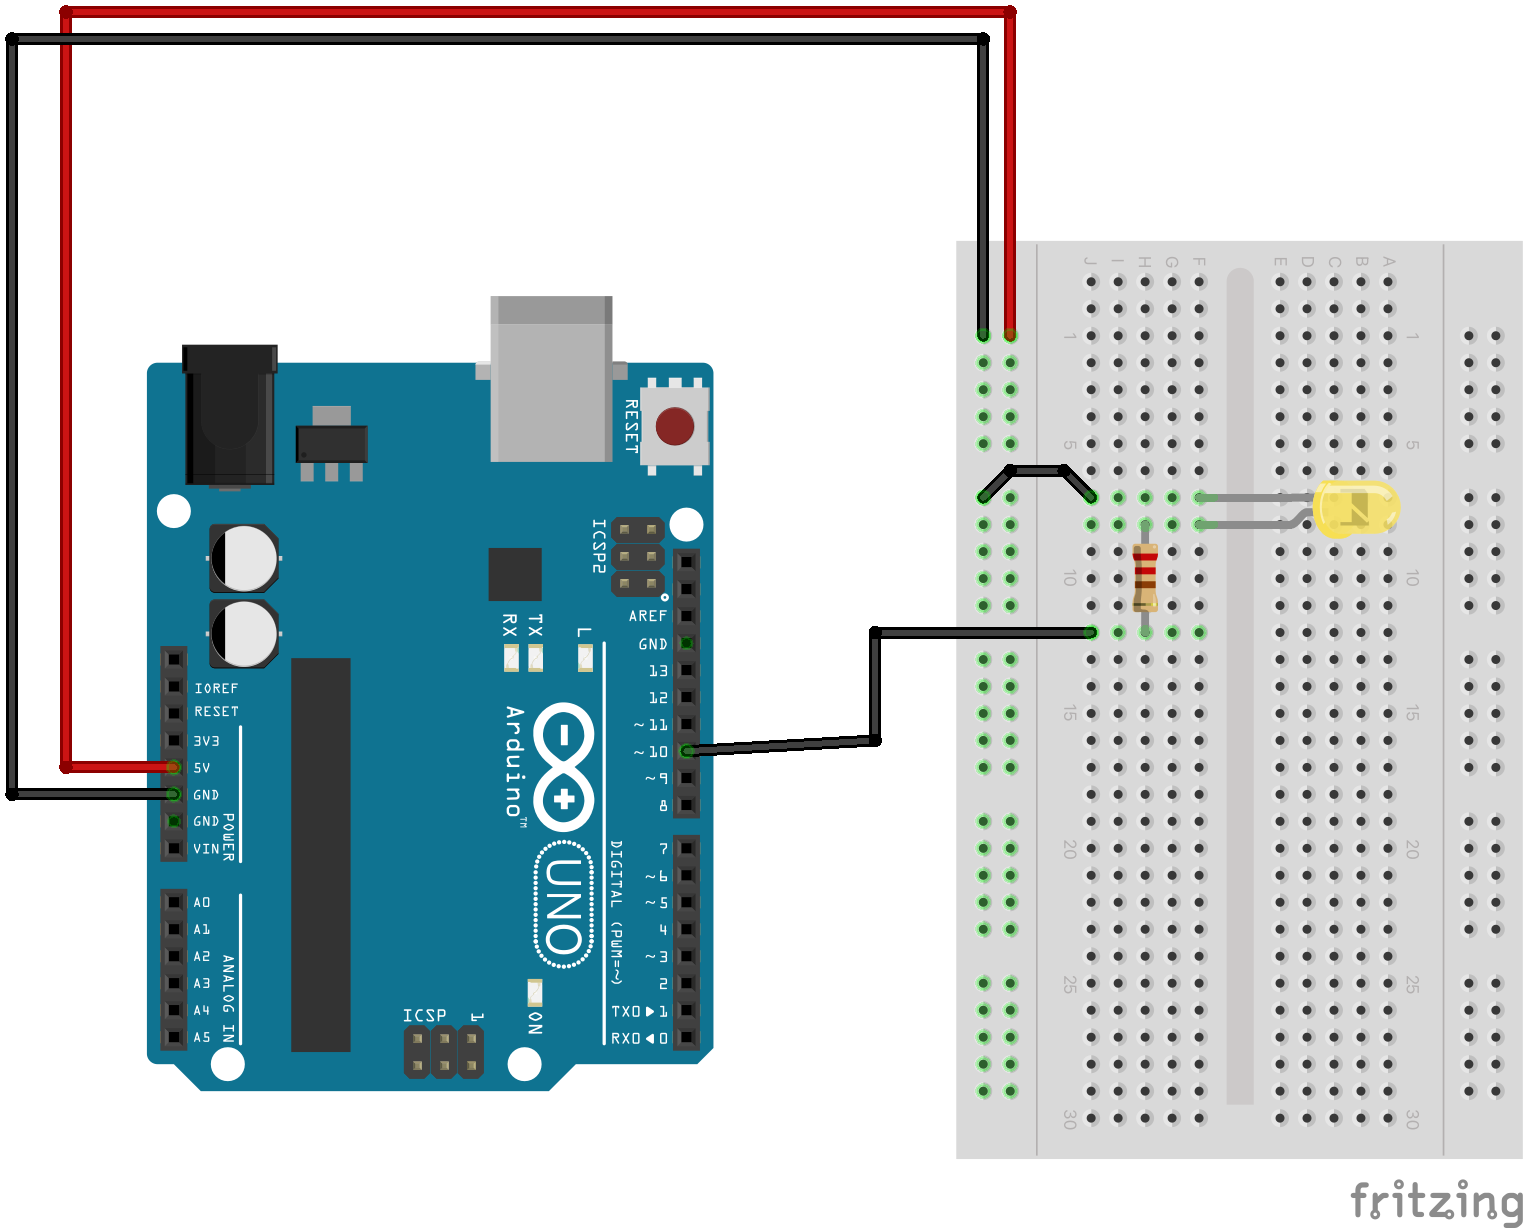 J I H G F E D C B A
1 1
5 5
10 10
15 15
20 20
25 25
30 30
RESET
ICSP2
AREF
GND
13
12
~11
~10
~9
8
7
~6
~5
4
~3
2
TX0▶1
RX0◀0
DIGITAL (PWM=~)
RX
TX
L
Arduino™
UNO
IOREF
RESET
3V3
5V
GND
GND
VIN
POWER
A0
A1
A2
A3
A4
A5
ANALOG IN
ICSP
1
ON
fritzing